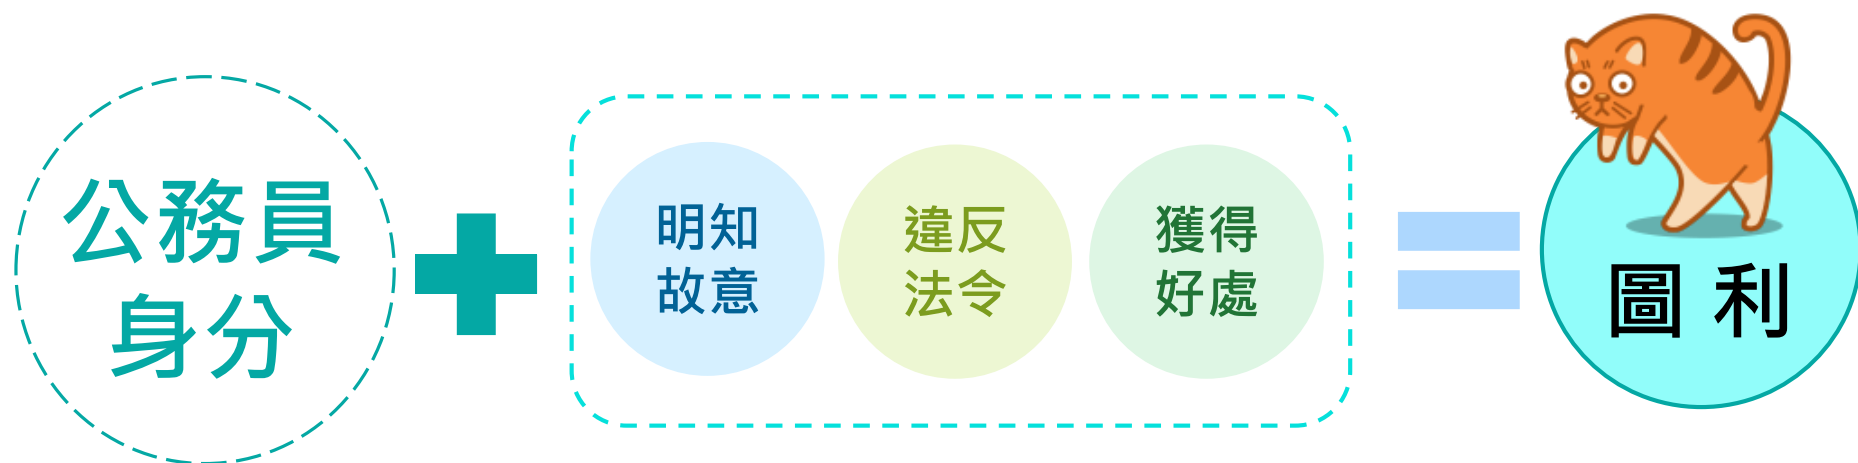 公務員
身分
明知
故意
違反
法令
獲得
好處
圖利